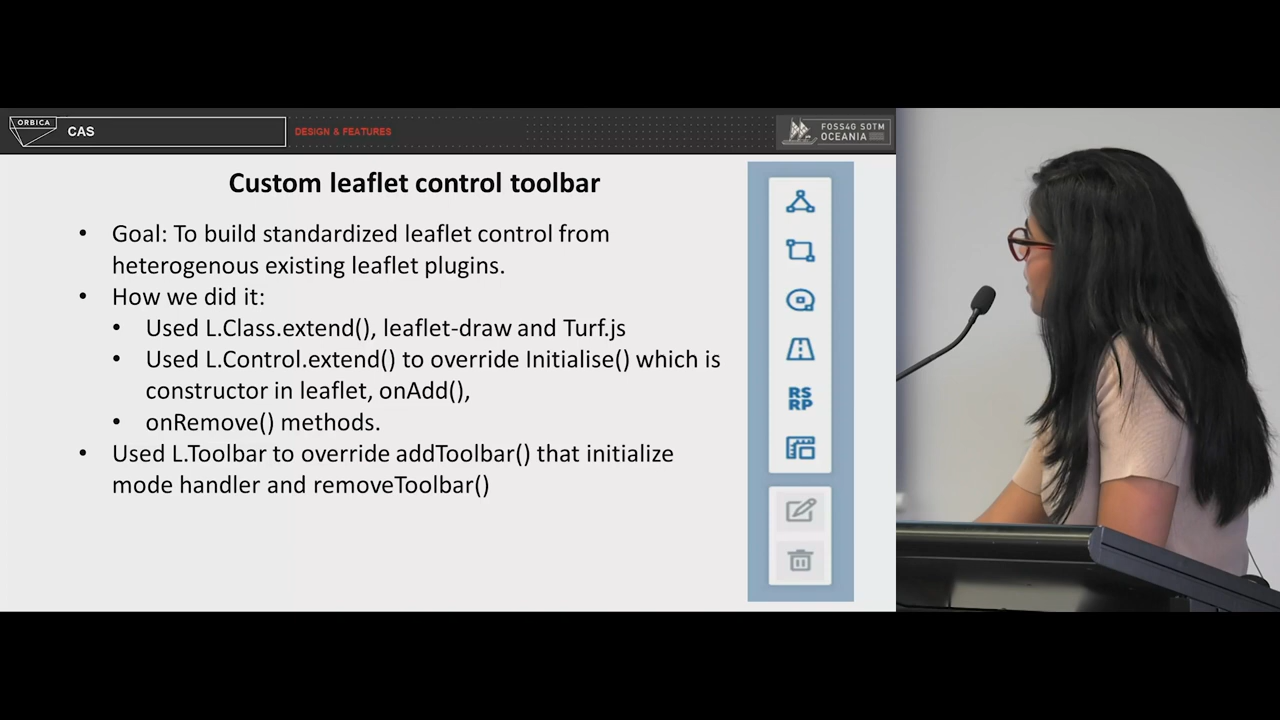 ORBICA
CAS
DESIGN & FEATURES
FOSS4G SOTM
OCEANIA
Custom leaflet control toolbar
• Goal: To build standardized leaflet control from
heterogenous existing leaflet plugins.
• How we did it:
• Used L.Class.extend(), leaflet-draw and Turf.js
• Used L.Control.extend() to override Initialise() which is
constructor in leaflet, onAdd(),
• onRemove() methods.
• Used L.Toolbar to override addToolbar() that initialize
mode handler and removeToolbar()
RS
RP